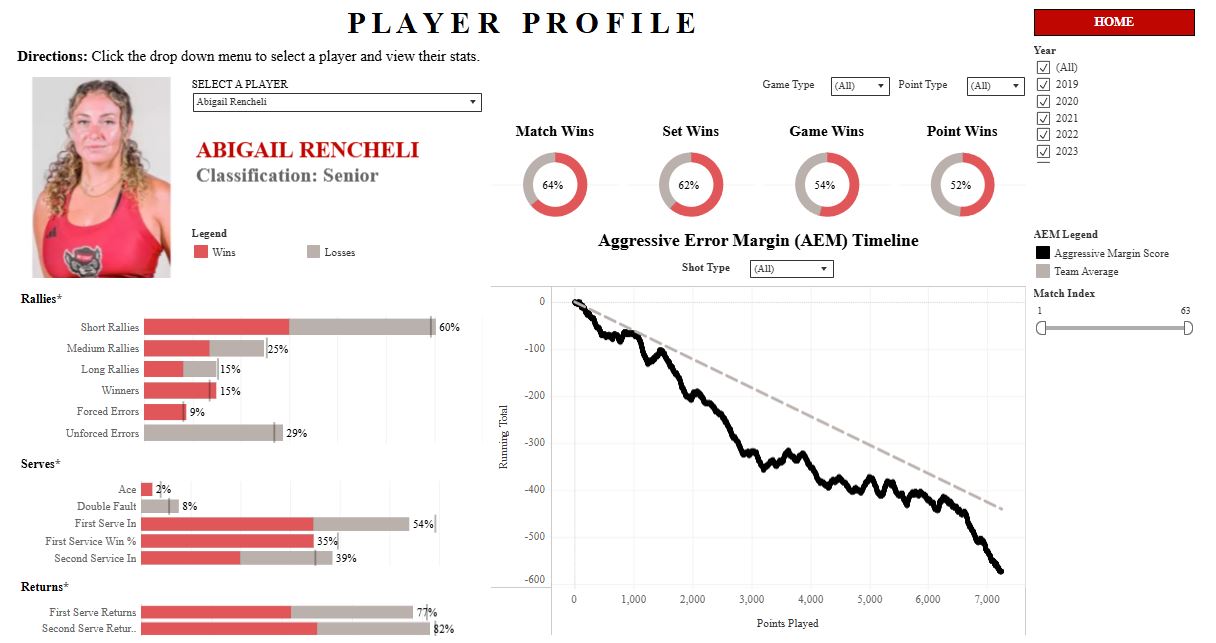 PLAYER PROFILE
HOME
Directions: Click the drop down menu to select a player and view their stats.
Year
(All)
2019
2020
2021
2022
2023
SELECT A PLAYER
Abigail Rencheli
Game Type
(All)
Point Type
(All)
ABIGAIL RENCHELI
Classification: Senior
Match Wins
Set Wins
Game Wins
Point Wins
64%
62%
54%
52%
Legend
Wins
Losses
Aggressive Error Margin (AEM) Timeline
Shot Type
(All)
AEM Legend
Aggressive Margin Score
Team Average
Match Index
1
63
Rallies*
Short Rallies
60%
Medium Rallies
25%
Long Rallies
15%
Winners
15%
Forced Errors
9%
Unforced Errors
29%
Serves*
Ace
2%
Double Fault
8%
First Serve In
54%
First Service Win %
35%
Second Service In
39%
Returns*
First Serve Returns
77%
Second Serve Retur..
82%
Running Total
0
-100
-200
-300
-400
-500
-600
0
1,000
2,000
3,000
4,000
5,000
6,000
7,000
Points Played